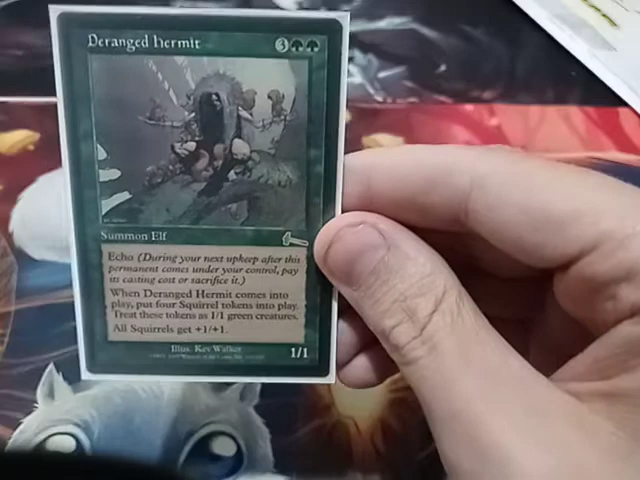 Deranged Hermit 3
Summon Elf
Echo (During your next upkeep after this
permanent comes under your control, pay
its casting cost or sacrifice it.)
When Deranged Hermit comes into
play, put four Squirrel tokens into play.
Treat these tokens as 1/1 green creatures.
All Squirrels get +1/+1.
Illus. Kev Walker
1/1